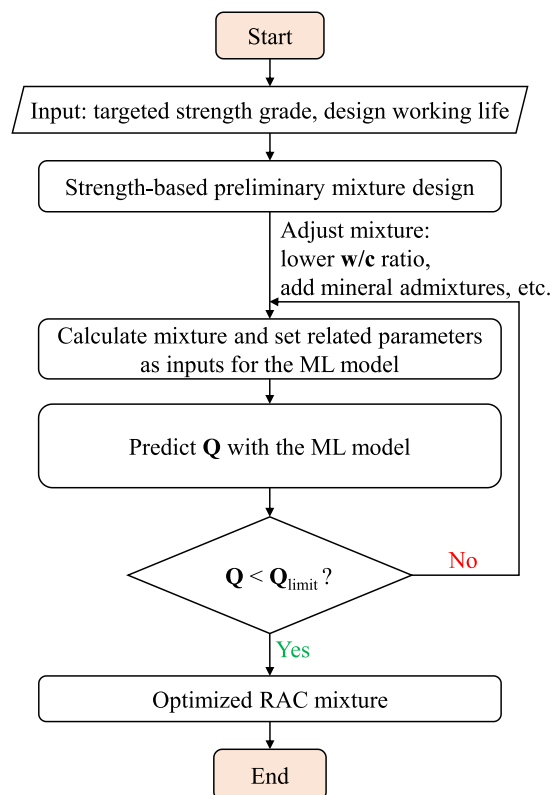 Start
Input: targeted strength grade, design working life
Strength-based preliminary mixture design
Adjust mixture:
lower w/c ratio,
add mineral admixtures, etc.
Calculate mixture and set related parameters
as inputs for the ML model
Predict Q with the ML model
Q < Qlimit ?
No
Yes
Optimized RAC mixture
End